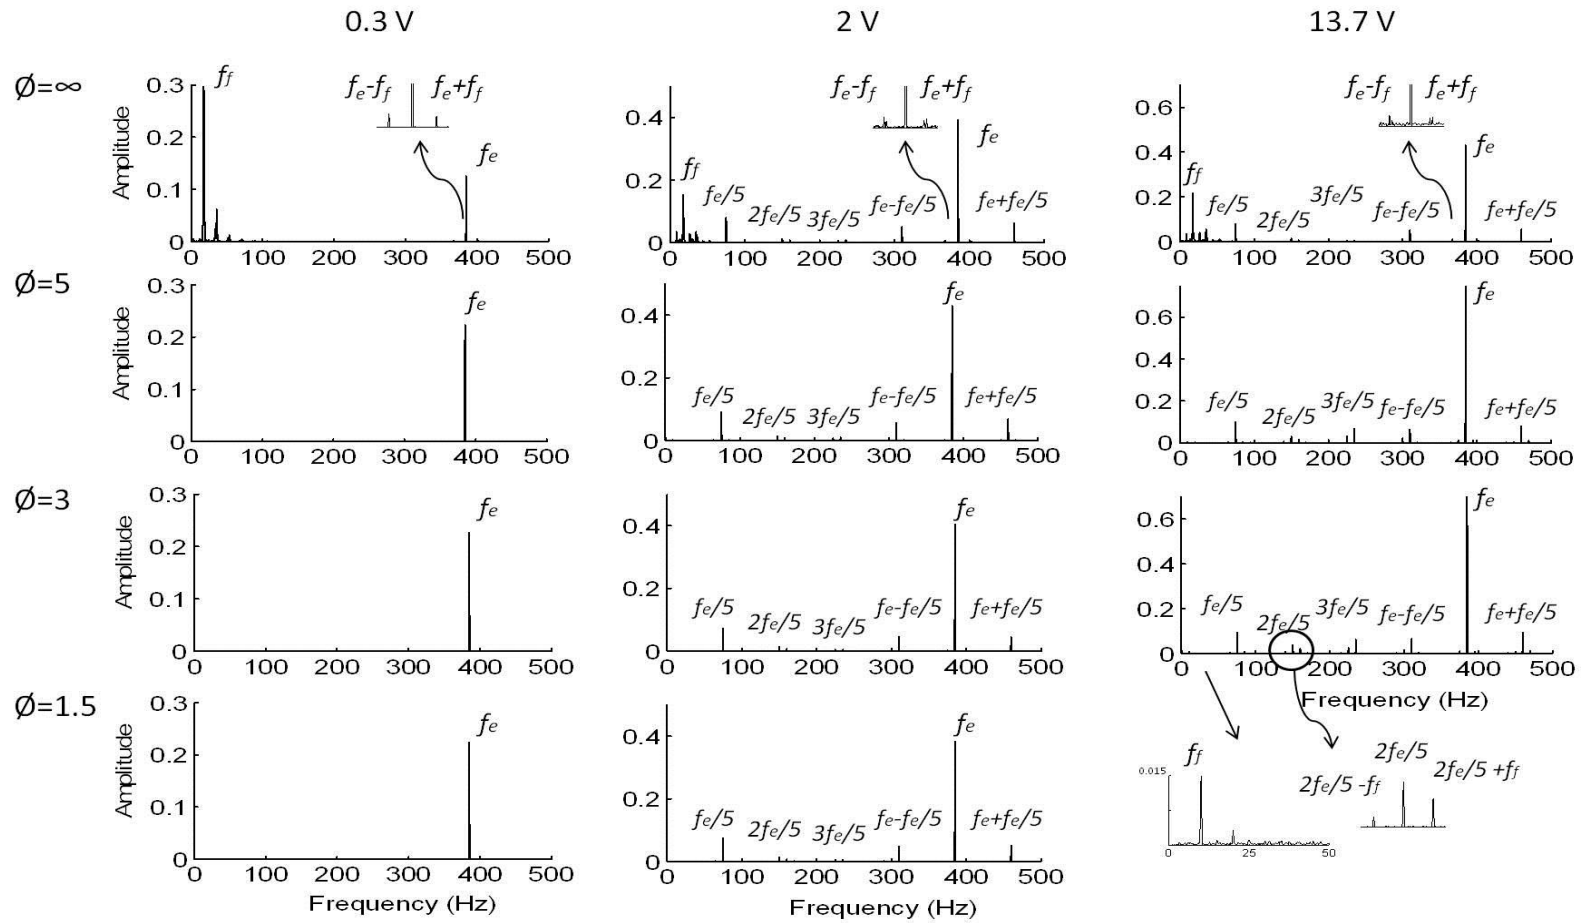 0.3 V
2 V
13.7 V
Ø=∞
Amplitude
0.3
0.2
0.1
0
ff
fe-ff
fe+ff
fe
0 100 200 300 400 500
0.4
0.2
0
ff
fe/5
2fe/5
3fe/5
fe-fe/5
fe-ff
fe+ff
fe
fe+fe/5
0 100 200 300 400 500
0.6
0.4
0.2
0
ff
fe/5
2fe/5
3fe/5
fe-fe/5
fe-ff
fe+ff
fe
fe+fe/5
0 100 200 300 400 500
Ø=5
Amplitude
0.3
0.2
0.1
0
fe
0 100 200 300 400 500
0.4
0.2
0
fe/5
2fe/5
3fe/5
fe-fe/5
fe
fe+fe/5
0 100 200 300 400 500
0.6
0.4
0.2
0
fe/5
2fe/5
3fe/5
fe-fe/5
fe
fe+fe/5
0 100 200 300 400 500
Ø=3
Amplitude
0.3
0.2
0.1
0
fe
0 100 200 300 400 500
0.4
0.2
0
fe/5
2fe/5
3fe/5
fe-fe/5
fe
fe+fe/5
0 100 200 300 400 500
0.6
0.4
0.2
0
fe/5
2fe/5
3fe/5
fe-fe/5
fe
fe+fe/5
0 100 200 300 400 500
Frequency (Hz)
Ø=1.5
Amplitude
0.3
0.2
0.1
0
fe
0 100 200 300 400 500
Frequency (Hz)
0.4
0.2
0
fe/5
2fe/5
3fe/5
fe-fe/5
fe
fe+fe/5
0 100 200 300 400 500
Frequency (Hz)
0.015
ff
0 25 50
2fe/5 -ff
2fe/5
2fe/5 +ff